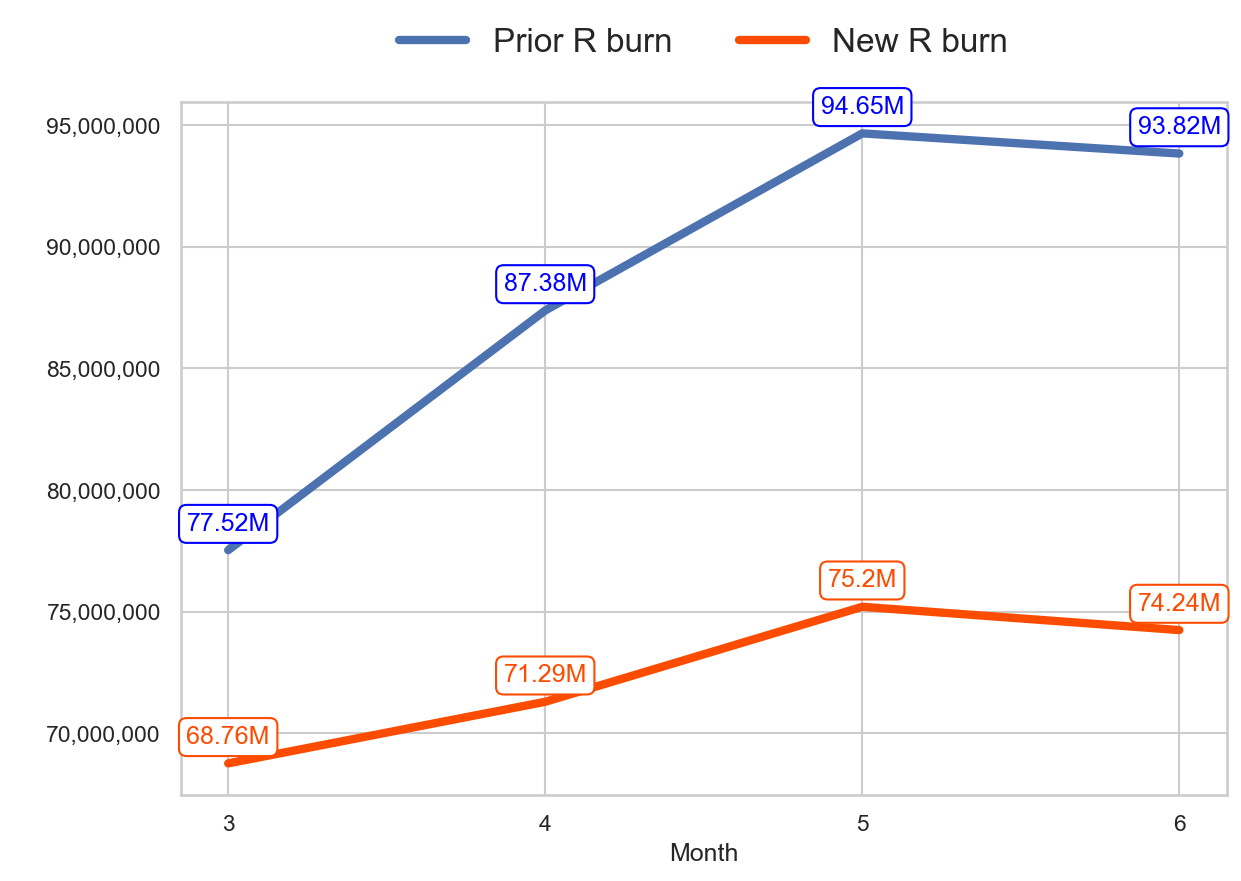 Prior R burn New R burn
95,000,000
90,000,000
85,000,000
80,000,000
75,000,000
70,000,000
94.65M
93.82M
87.38M
77.52M
75.2M
74.24M
71.29M
68.76M
3 4 5 6
Month